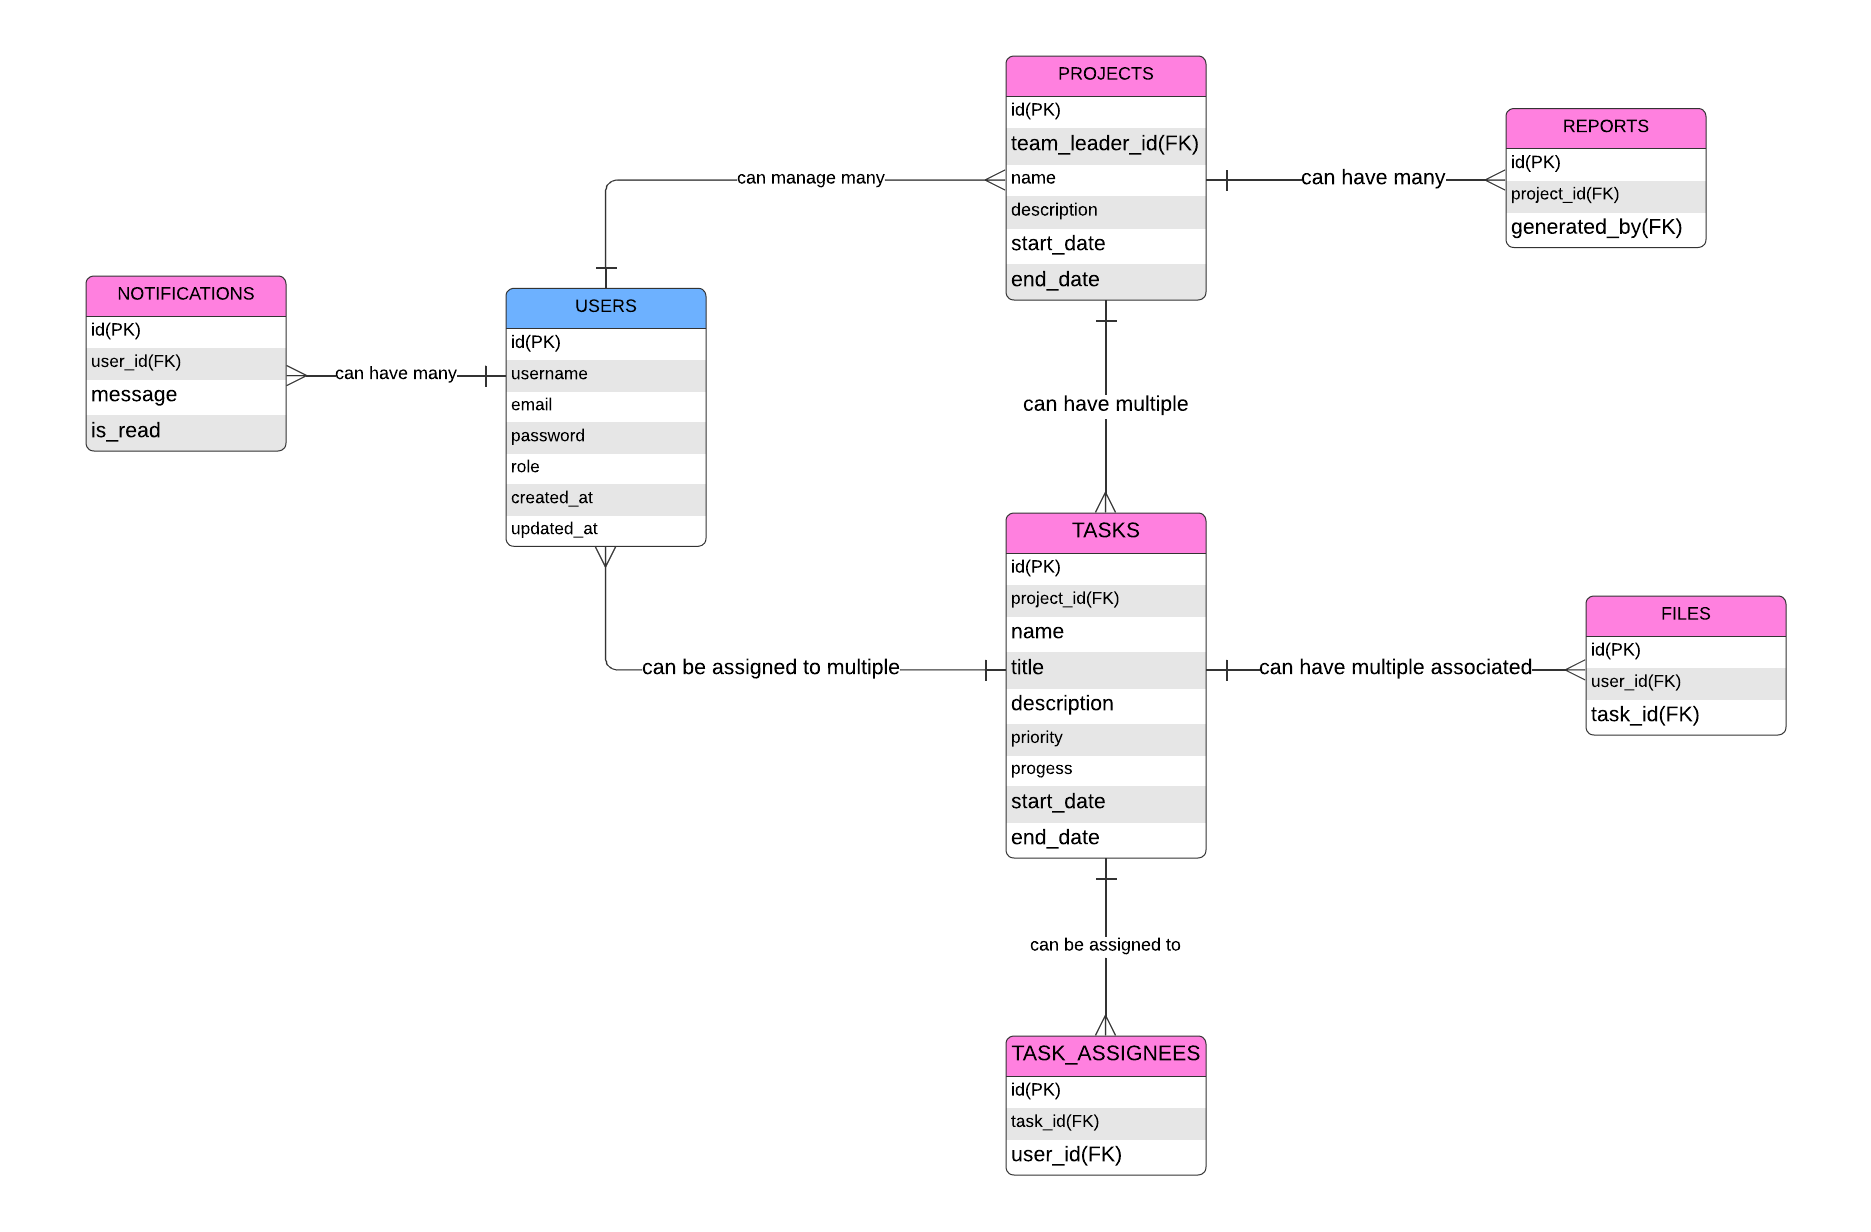 PROJECTS
id(PK)
team_leader_id(FK)
name
description
start_date
end_date
REPORTS
id(PK)
project_id(FK)
generated_by(FK)
can manage many
can have many
NOTIFICATIONS
id(PK)
user_id(FK)
message
is_read
can have many
USERS
id(PK)
username
email
password
role
created_at
updated_at
can have multiple
TASKS
id(PK)
project_id(FK)
name
title
description
priority
progess
start_date
end_date
can be assigned to multiple
can have multiple associated
FILES
id(PK)
user_id(FK)
task_id(FK)
can be assigned to
TASK_ASSIGNEES
id(PK)
task_id(FK)
user_id(FK)